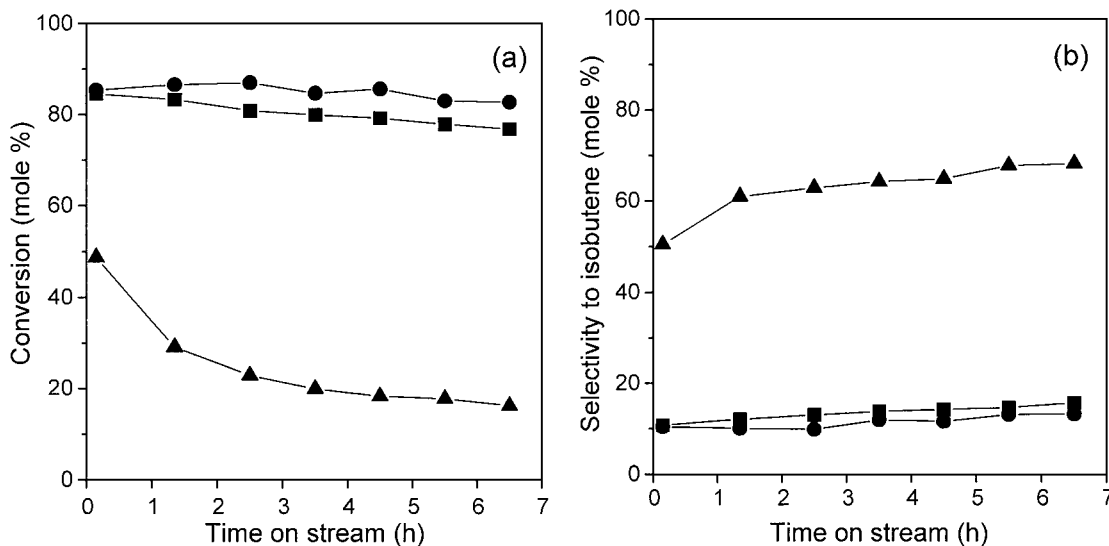 (a)
Conversion (mole %)
100
80
60
40
20
0
0 1 2 3 4 5 6 7
Time on stream (h)
(b)
Selectivity to isobutene (mole %)
100
80
60
40
20
0
0 1 2 3 4 5 6 7
Time on stream (h)